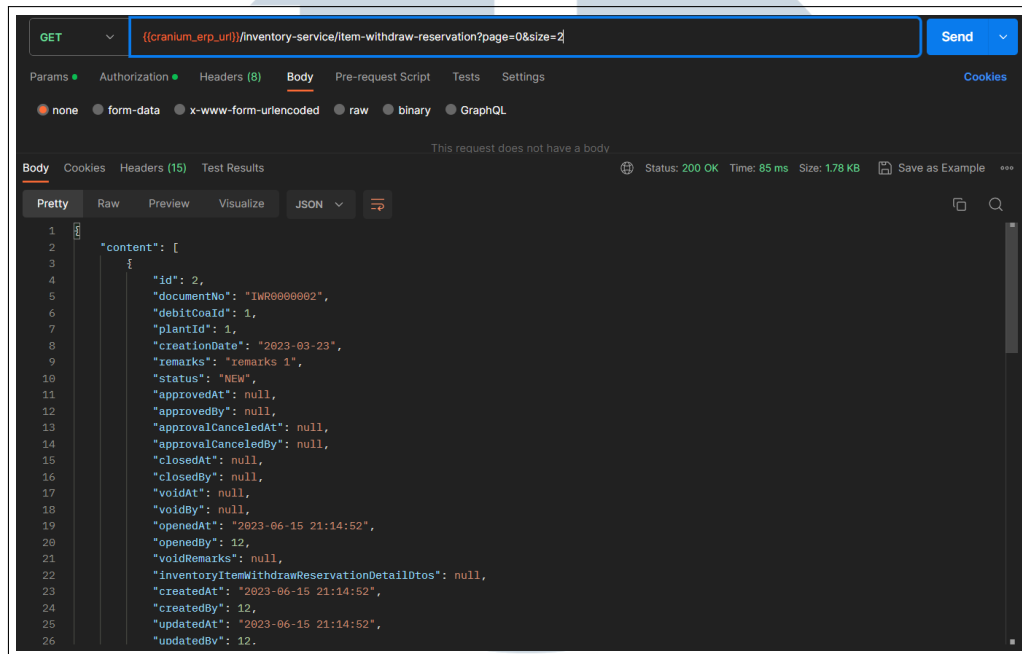 GET {{cranium_erp_url}}/inventory-service/item-withdraw-reservation?page=0&size=2 Send
Params Authorization Headers (8) Body Pre-request Script Tests Settings Cookies
none form-data x-www-form-urlencoded raw binary GraphQL
This request does not have a body
Body Cookies Headers (15) Test Results Status: 200 OK Time: 85 ms Size: 1.78 KB Save as Example
Pretty Raw Preview Visualize JSON
1 {
2 "content": [
3 {
4 "id": 2,
5 "documentNo": "IWR0000002",
6 "debitCoaId": 1,
7 "plantId": 1,
8 "creationDate": "2023-03-23",
9 "remarks": "remarks 1",
10 "status": "NEW",
11 "approvedAt": null,
12 "approvedBy": null,
13 "approvalCanceledAt": null,
14 "approvalCanceledBy": null,
15 "closedAt": null,
16 "closedBy": null,
17 "voidAt": null,
18 "voidBy": null,
19 "openedAt": "2023-06-15 21:14:52",
20 "openedBy": 12,
21 "voidRemarks": null,
22 "inventoryItemWithdrawReservationDetailDtos": null,
23 "createdAt": "2023-06-15 21:14:52",
24 "createdBy": 12,
25 "updatedAt": "2023-06-15 21:14:52",
26 "updatedBy": 12,